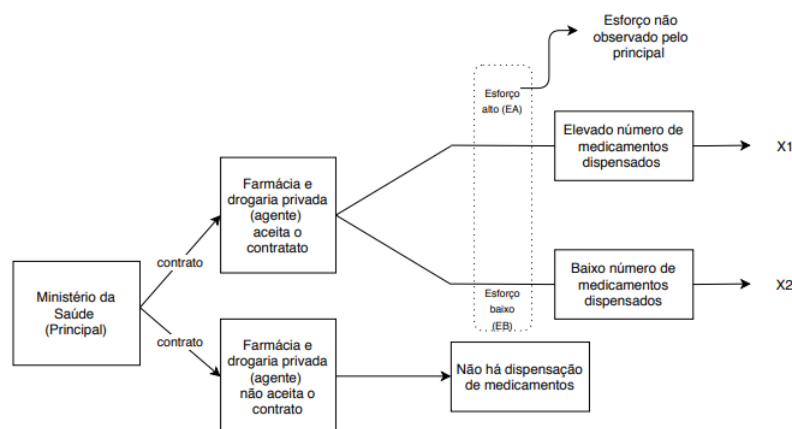 Esforço não
observado pelo
principal
Esforço
alto (EA)
Elevado número de
medicamentos
dispensados
X1
Farmácia e
drogaria privada
(agente)
aceita o
contratato
contrato
Ministério da
Saúde
(Principal)
Baixo número de
medicamentos
dispensados
X2
Esforço
baixo
(EB)
contrato
Farmácia e
drogaria privada
(agente)
não aceita o
contrato
Não há dispensação
de medicamentos